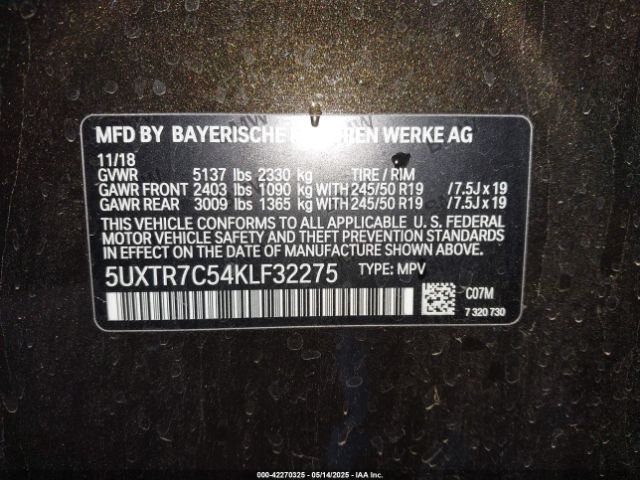 MFD BY BAYERISCHE REN WERKE AG
11/18
GVWR 5137 lbs 2330 kg TIRE / RIM
GAWR FRONT 2403 lbs 1090 kg WITH 245/50 R19 / 7.5J x 19
GAWR REAR 3009 lbs 1365 kg WITH 245/50 R19 / 7.5J x 19
THIS VEHICLE CONFORMS TO ALL APPLICABLE U. S. FEDERAL
MOTOR VEHICLE SAFETY AND THEFT PREVENTION STANDARDS
IN EFFECT ON THE DATE OF MANUFACTURE SHOWN ABOVE.
5UXTR7C54KLF32275 TYPE: MPV
C07M
7 320 730
000-42270325 - 05/14/2025 - IAA Inc.